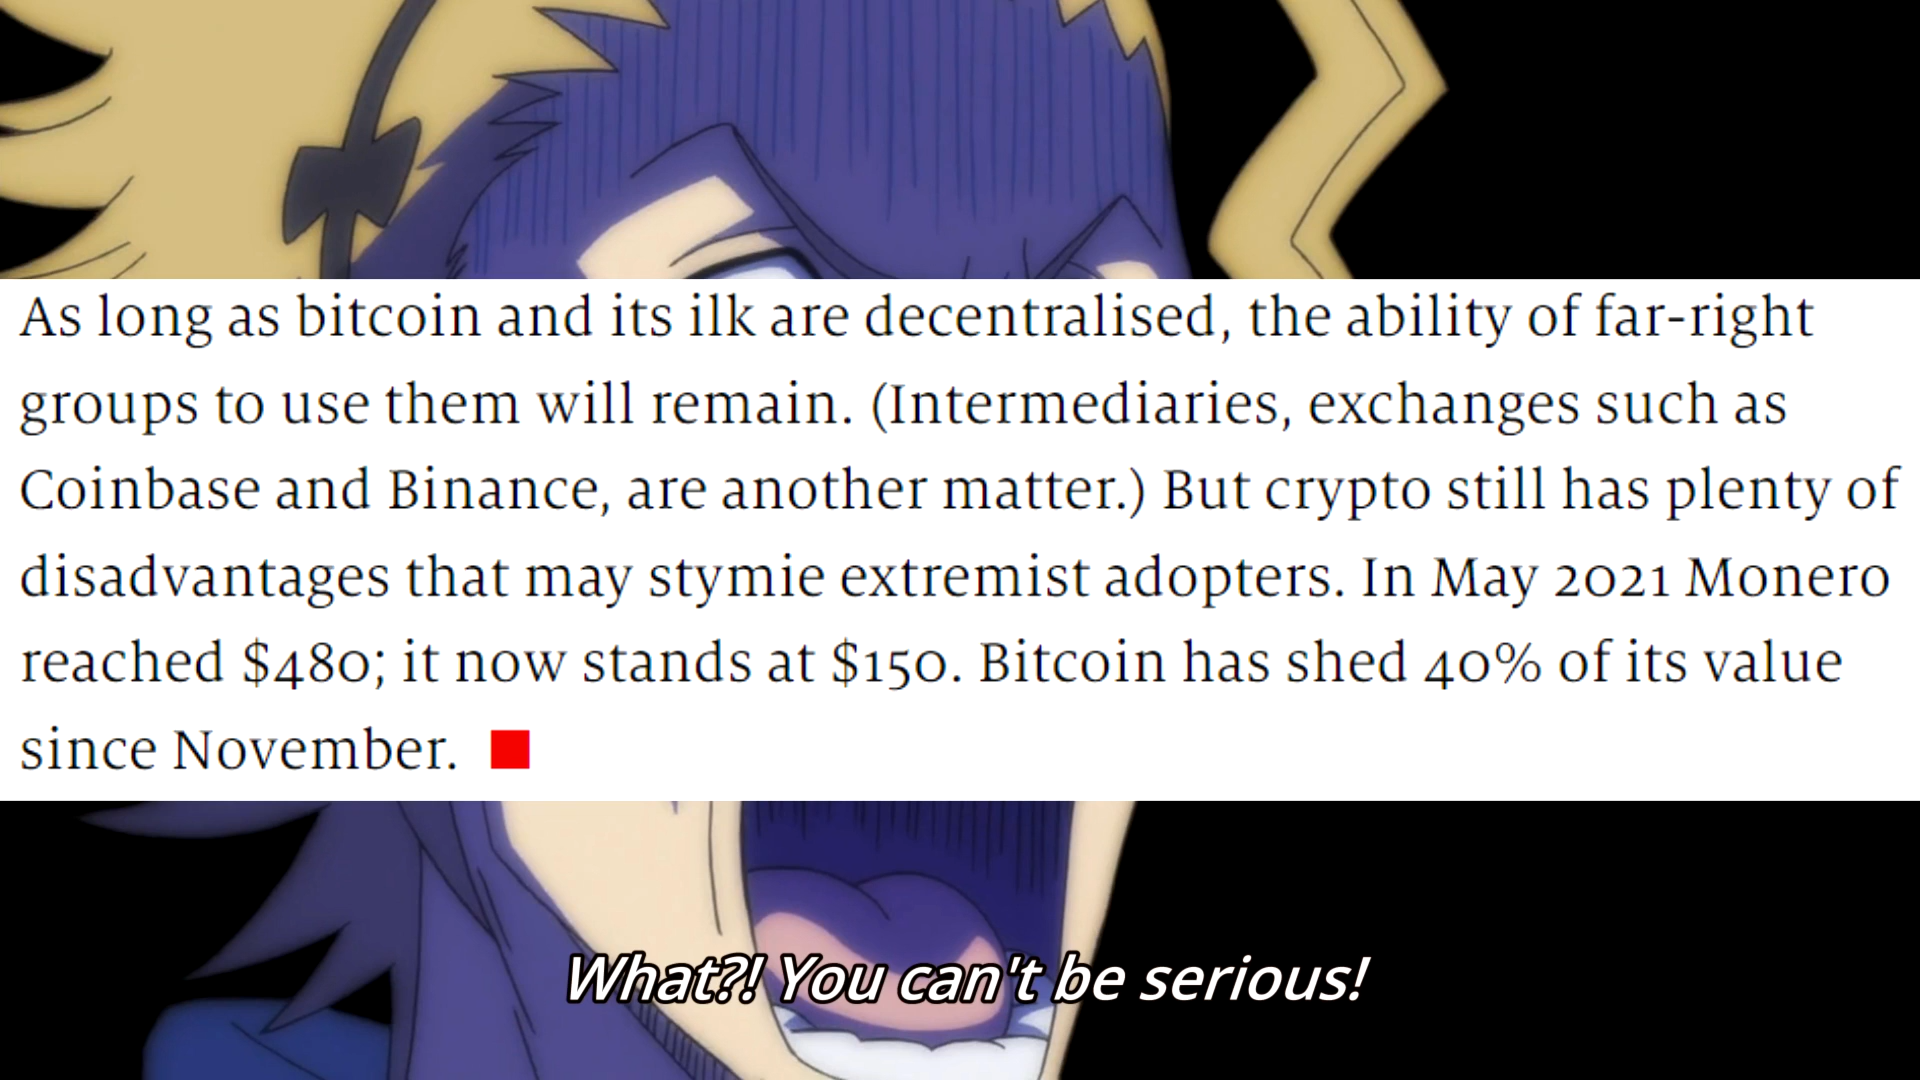 As long as bitcoin and its ilk are decentralised, the ability of far-right
groups to use them will remain. (Intermediaries, exchanges such as
Coinbase and Binance, are another matter.) But crypto still has plenty of
disadvantages that may stymie extremist adopters. In May 2021 Monero
reached $480; it now stands at $150. Bitcoin has shed 40% of its value
since November.
What?! You can't be serious!